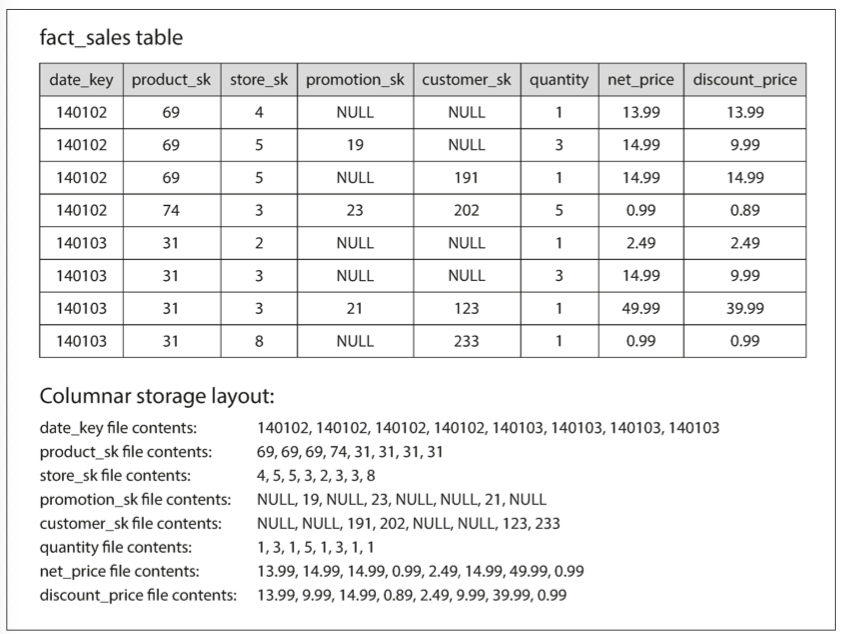 fact_sales table
date_key product_sk store_sk promotion_sk customer_sk quantity net_price discount_price
140102 69 4 NULL NULL 1 13.99 13.99
140102 69 5 19 NULL 3 14.99 9.99
140102 69 5 NULL 191 1 14.99 14.99
140102 74 3 23 202 5 0.99 0.89
140103 31 2 NULL NULL 1 2.49 2.49
140103 31 3 NULL NULL 3 14.99 9.99
140103 31 3 21 123 1 49.99 39.99
140103 31 8 NULL 233 1 0.99 0.99
Columnar storage layout:
date_key file contents: 140102, 140102, 140102, 140102, 140103, 140103, 140103, 140103
product_sk file contents: 69, 69, 69, 74, 31, 31, 31, 31
store_sk file contents: 4, 5, 5, 3, 2, 3, 3, 8
promotion_sk file contents: NULL, 19, NULL, 23, NULL, NULL, 21, NULL
customer_sk file contents: NULL, NULL, 191, 202, NULL, NULL, 123, 233
quantity file contents: 1, 3, 1, 5, 1, 3, 1, 1
net_price file contents: 13.99, 14.99, 14.99, 0.99, 2.49, 14.99, 49.99, 0.99
discount_price file contents: 13.99, 9.99, 14.99, 0.89, 2.49, 9.99, 39.99, 0.99